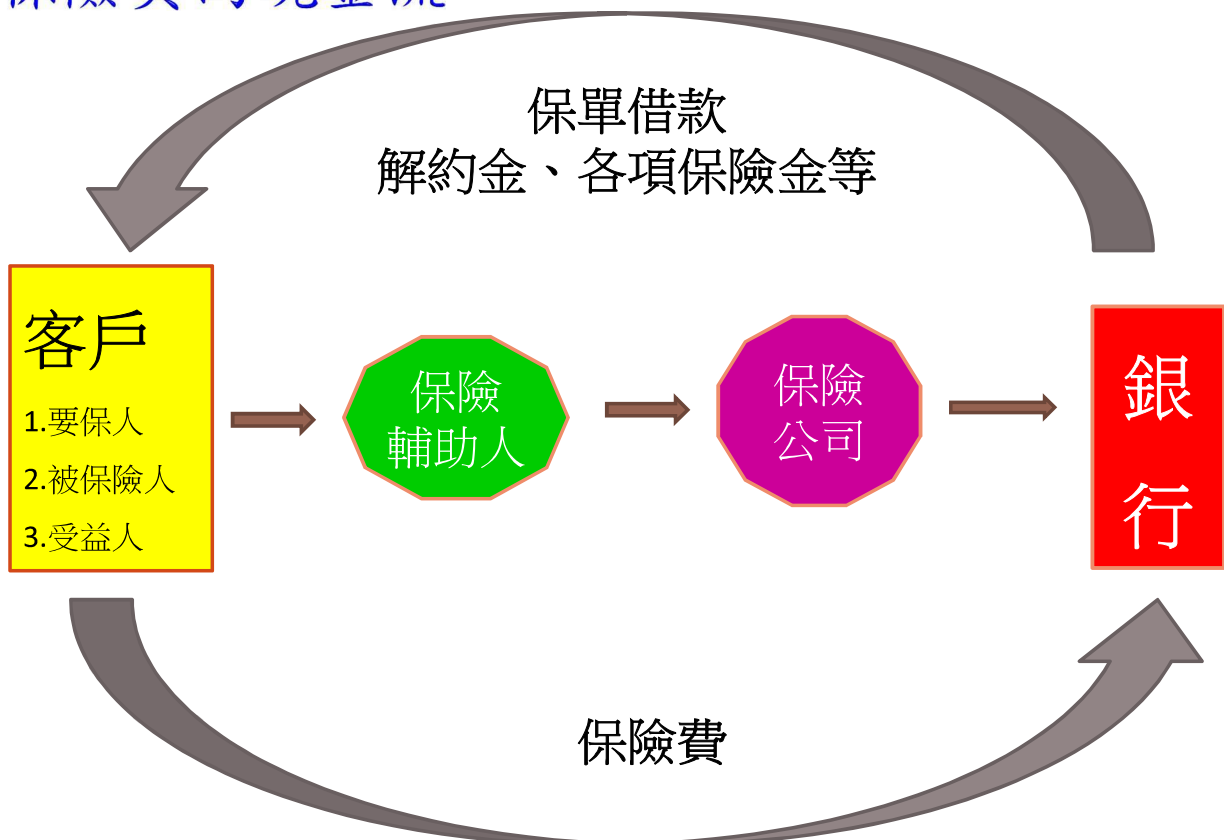 保單借款
解約金、各項保險金等
客戶
1.要保人
2.被保險人
3.受益人
保險
輔助人
保險
公司
銀
行
保險費